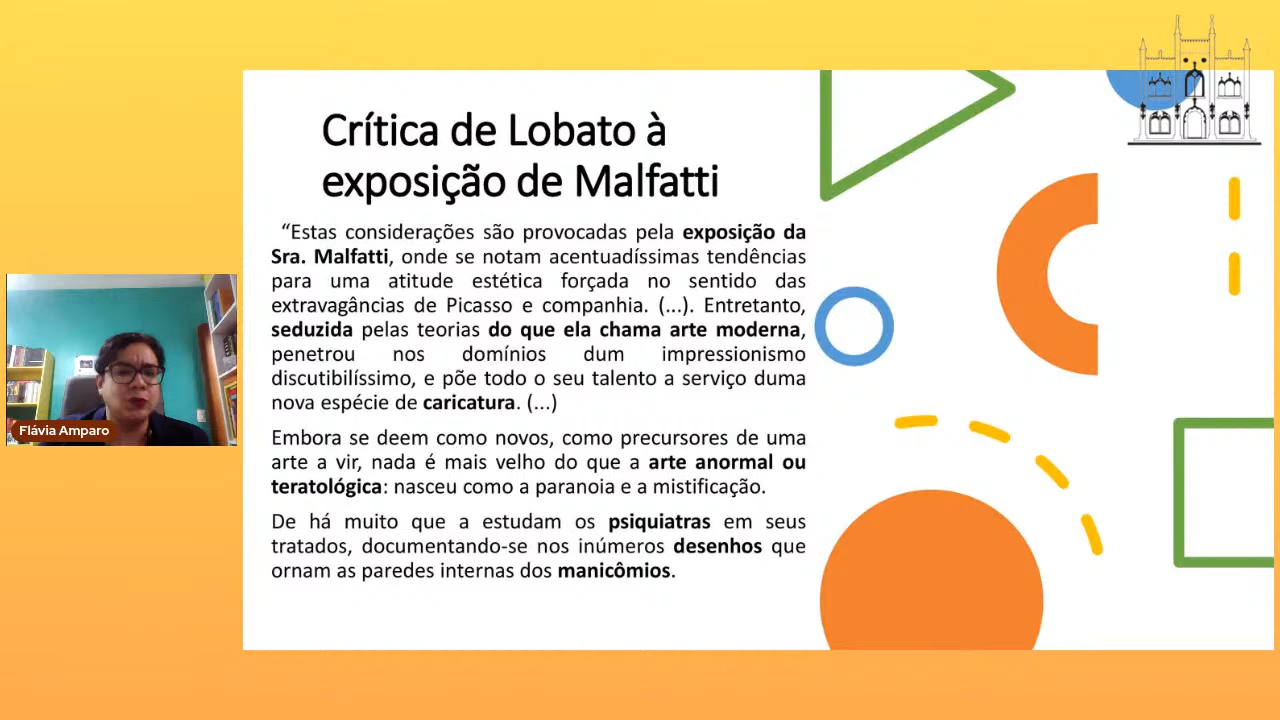 Crítica de Lobato à
exposição de Malfatti
“Estas considerações são provocadas pela exposição da
Sra. Malfatti, onde se notam acentuadíssimas tendências
para uma atitude estética forçada no sentido das
extravagâncias de Picasso e companhia. (...). Entretanto,
seduzida pelas teorias do que ela chama arte moderna,
penetrou nos domínios dum impressionismo
discutibilíssimo, e põe todo o seu talento a serviço duma
nova espécie de caricatura. (...)
Embora se deem como novos, como precursores de uma
arte a vir, nada é mais velho do que a arte anormal ou
teratológica: nasceu como a paranoia e a mistificação.
De há muito que a estudam os psiquiatras em seus
tratados, documentando-se nos inúmeros desenhos que
ornam as paredes internas dos manicômios.
Flávia Amparo